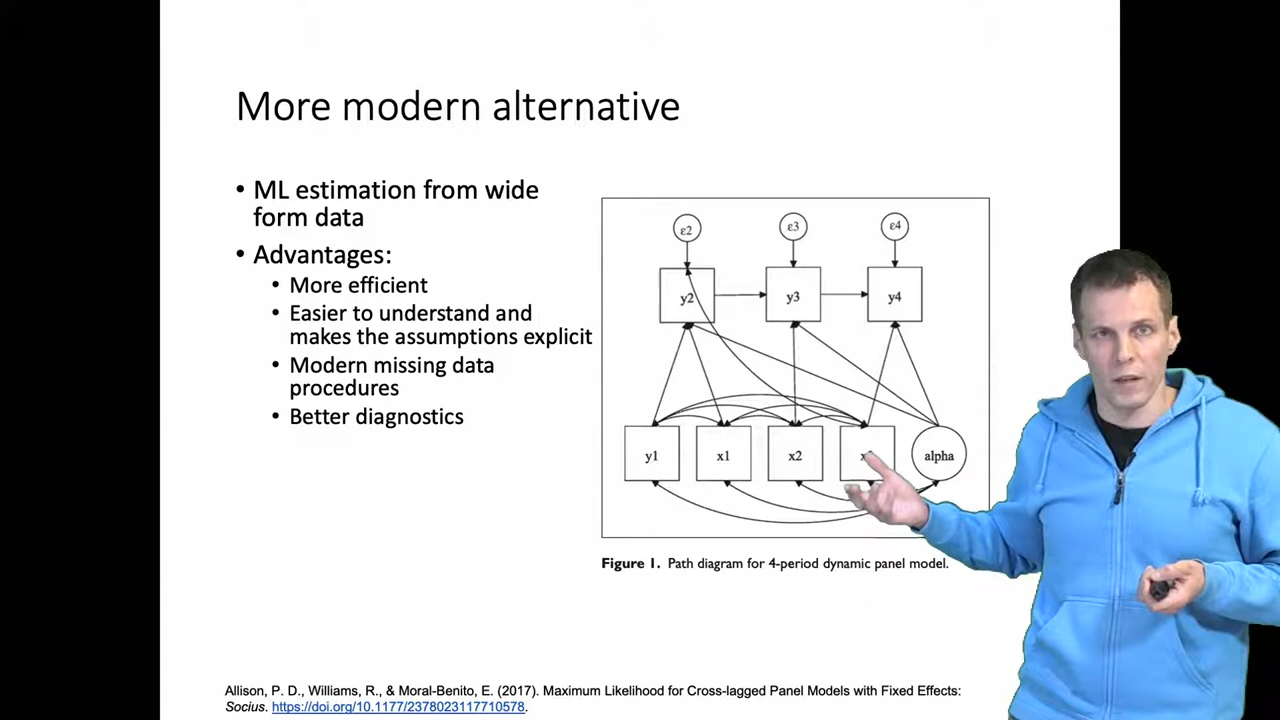 More modern alternative
• ML estimation from wide
form data
• Advantages:
• More efficient
• Easier to understand and
makes the assumptions explicit
• Modern missing data
procedures
• Better diagnostics
ε2 ε3 ε4
y2 y3 y4
y1 x1 x2 alpha
Figure 1. Path diagram for 4-period dynamic panel model.
Allison, P. D., Williams, R., & Moral-Benito, E. (2017). Maximum Likelihood for Cross-lagged Panel Models with Fixed Effects:
Socius. https://doi.org/10.1177/2378023117710578.